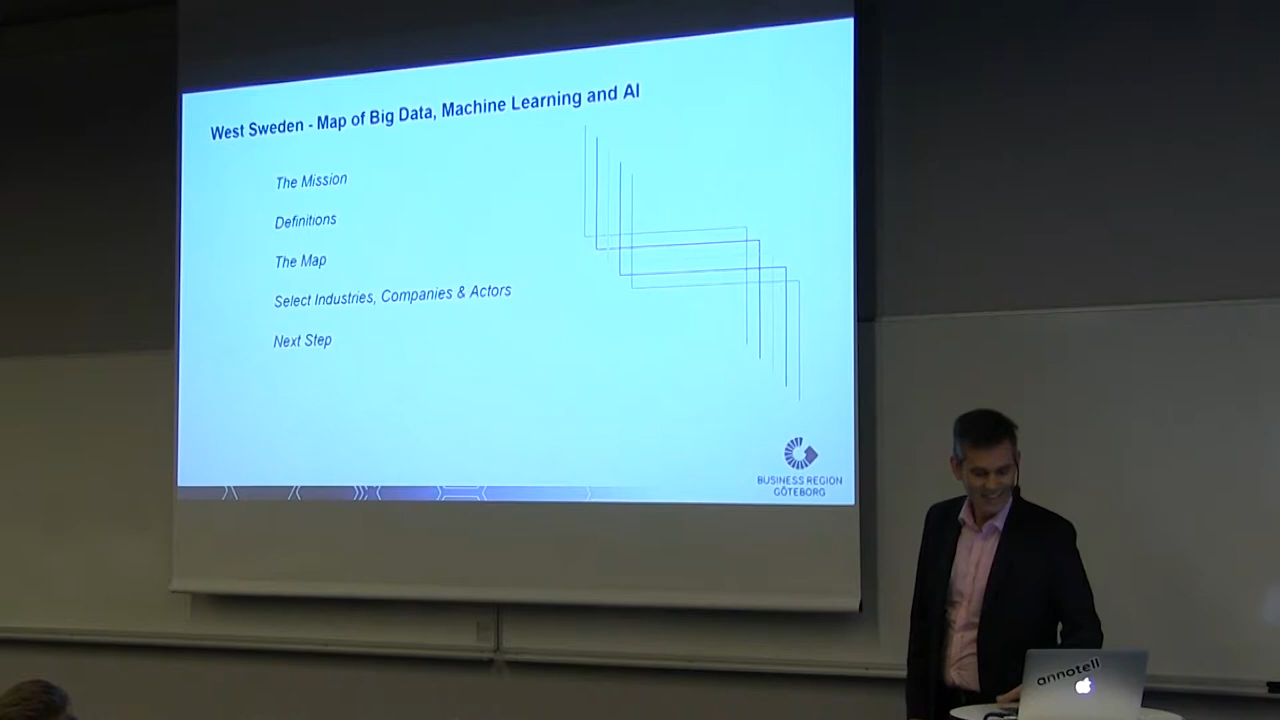 West Sweden - Map of Big Data, Machine Learning and AI
The Mission
Definitions
The Map
Select Industries, Companies & Actors
Next Step
BUSINESS REGION
GÖTEBORG
annotell